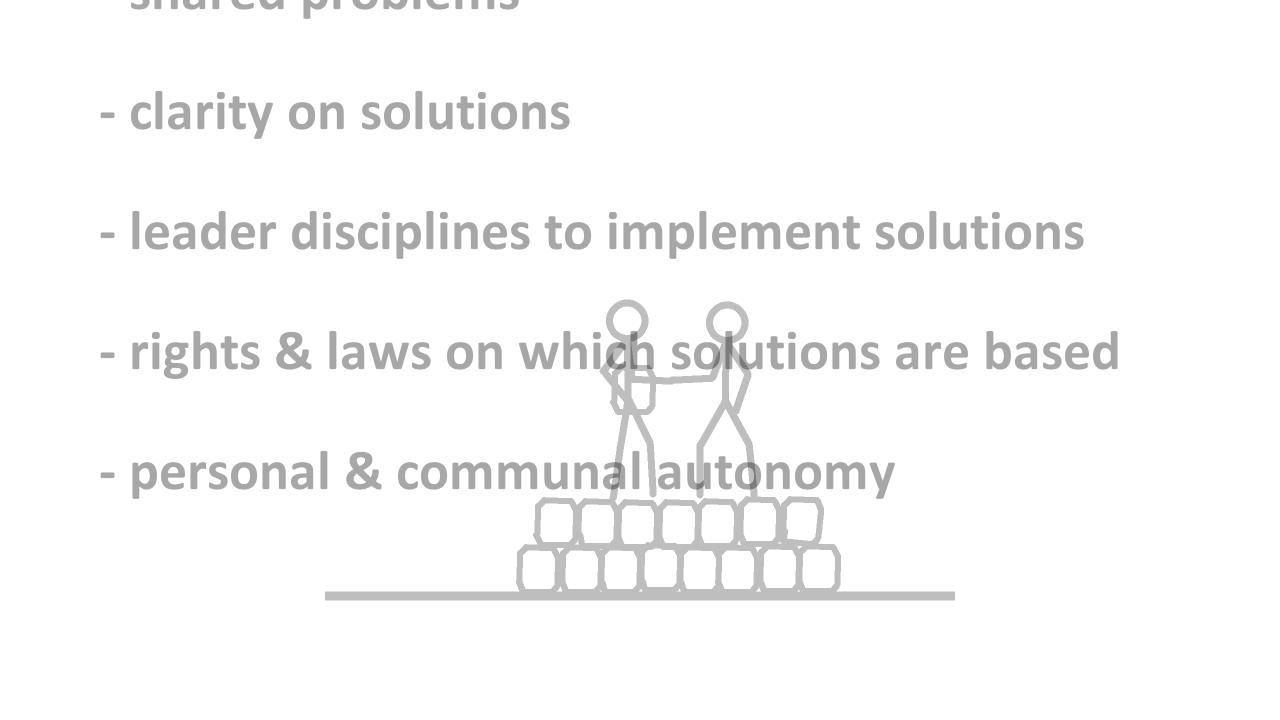 shared problems
- clarity on solutions
- leader disciplines to implement solutions
- rights & laws on which solutions are based
- personal & communal autonomy